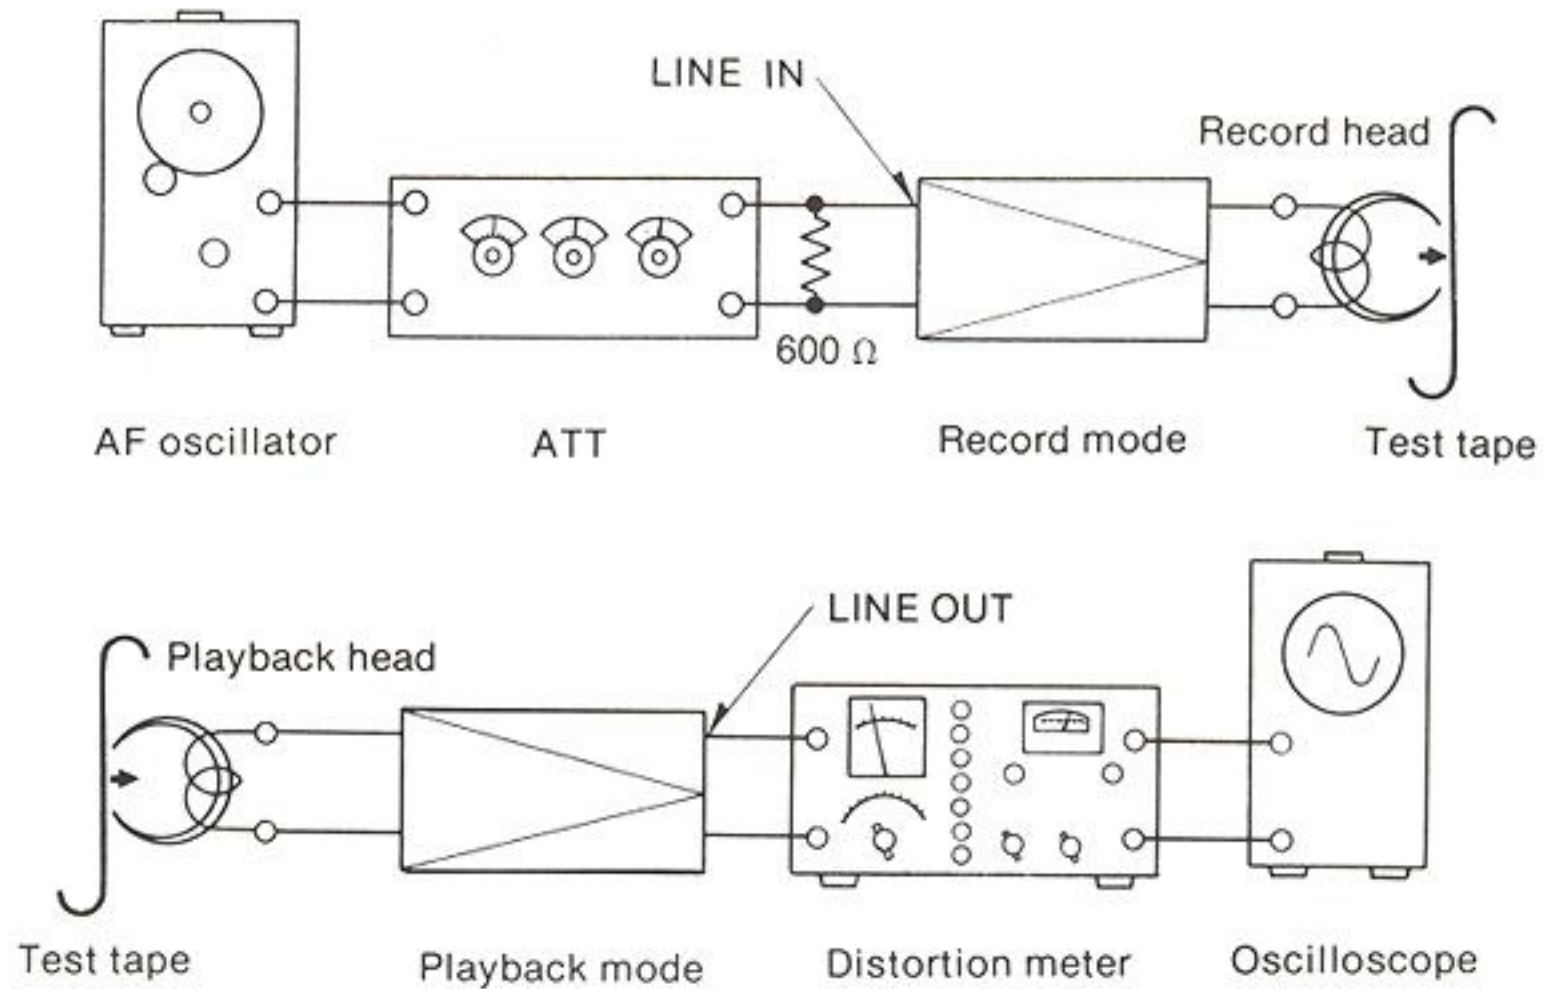 LINE IN
Record head
600 Ω
AF oscillator
ATT
Record mode
Test tape
LINE OUT
Playback head
Test tape
Playback mode
Distortion meter
Oscilloscope